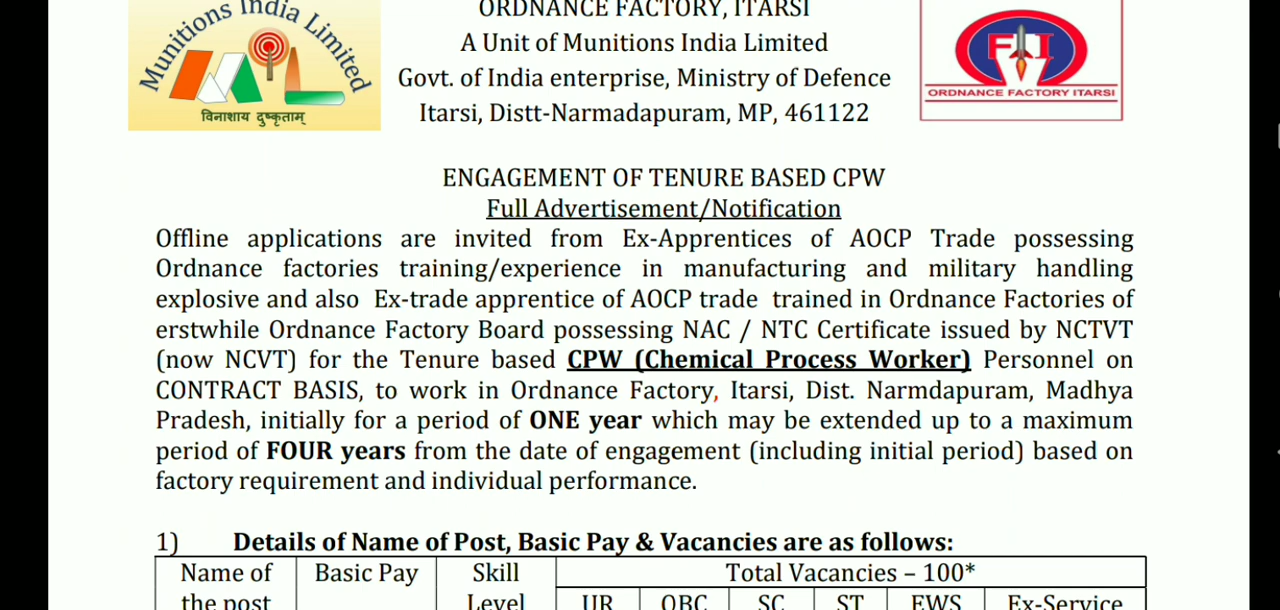 Munitions India Limited
विनाशाय दुष्कृताम्
ORDNANCE FACTORY, ITARSI
A Unit of Munitions India Limited
Govt. of India enterprise, Ministry of Defence
Itarsi, Distt-Narmadapuram, MP, 461122
ORDNANCE FACTORY ITARSI
ENGAGEMENT OF TENURE BASED CPW
Full Advertisement/Notification
Offline applications are invited from Ex-Apprentices of AOCP Trade possessing
Ordnance factories training/experience in manufacturing and military handling
explosive and also Ex-trade apprentice of AOCP trade trained in Ordnance Factories of
erstwhile Ordnance Factory Board possessing NAC / NTC Certificate issued by NCTVT
(now NCVT) for the Tenure based CPW (Chemical Process Worker) Personnel on
CONTRACT BASIS, to work in Ordnance Factory, Itarsi, Dist. Narmdapuram, Madhya
Pradesh, initially for a period of ONE year which may be extended up to a maximum
period of FOUR years from the date of engagement (including initial period) based on
factory requirement and individual performance.
1) Details of Name of Post, Basic Pay & Vacancies are as follows:
Name of Basic Pay Skill Total Vacancies – 100*
the post Level UR OBC SC ST EWS Ex-Service